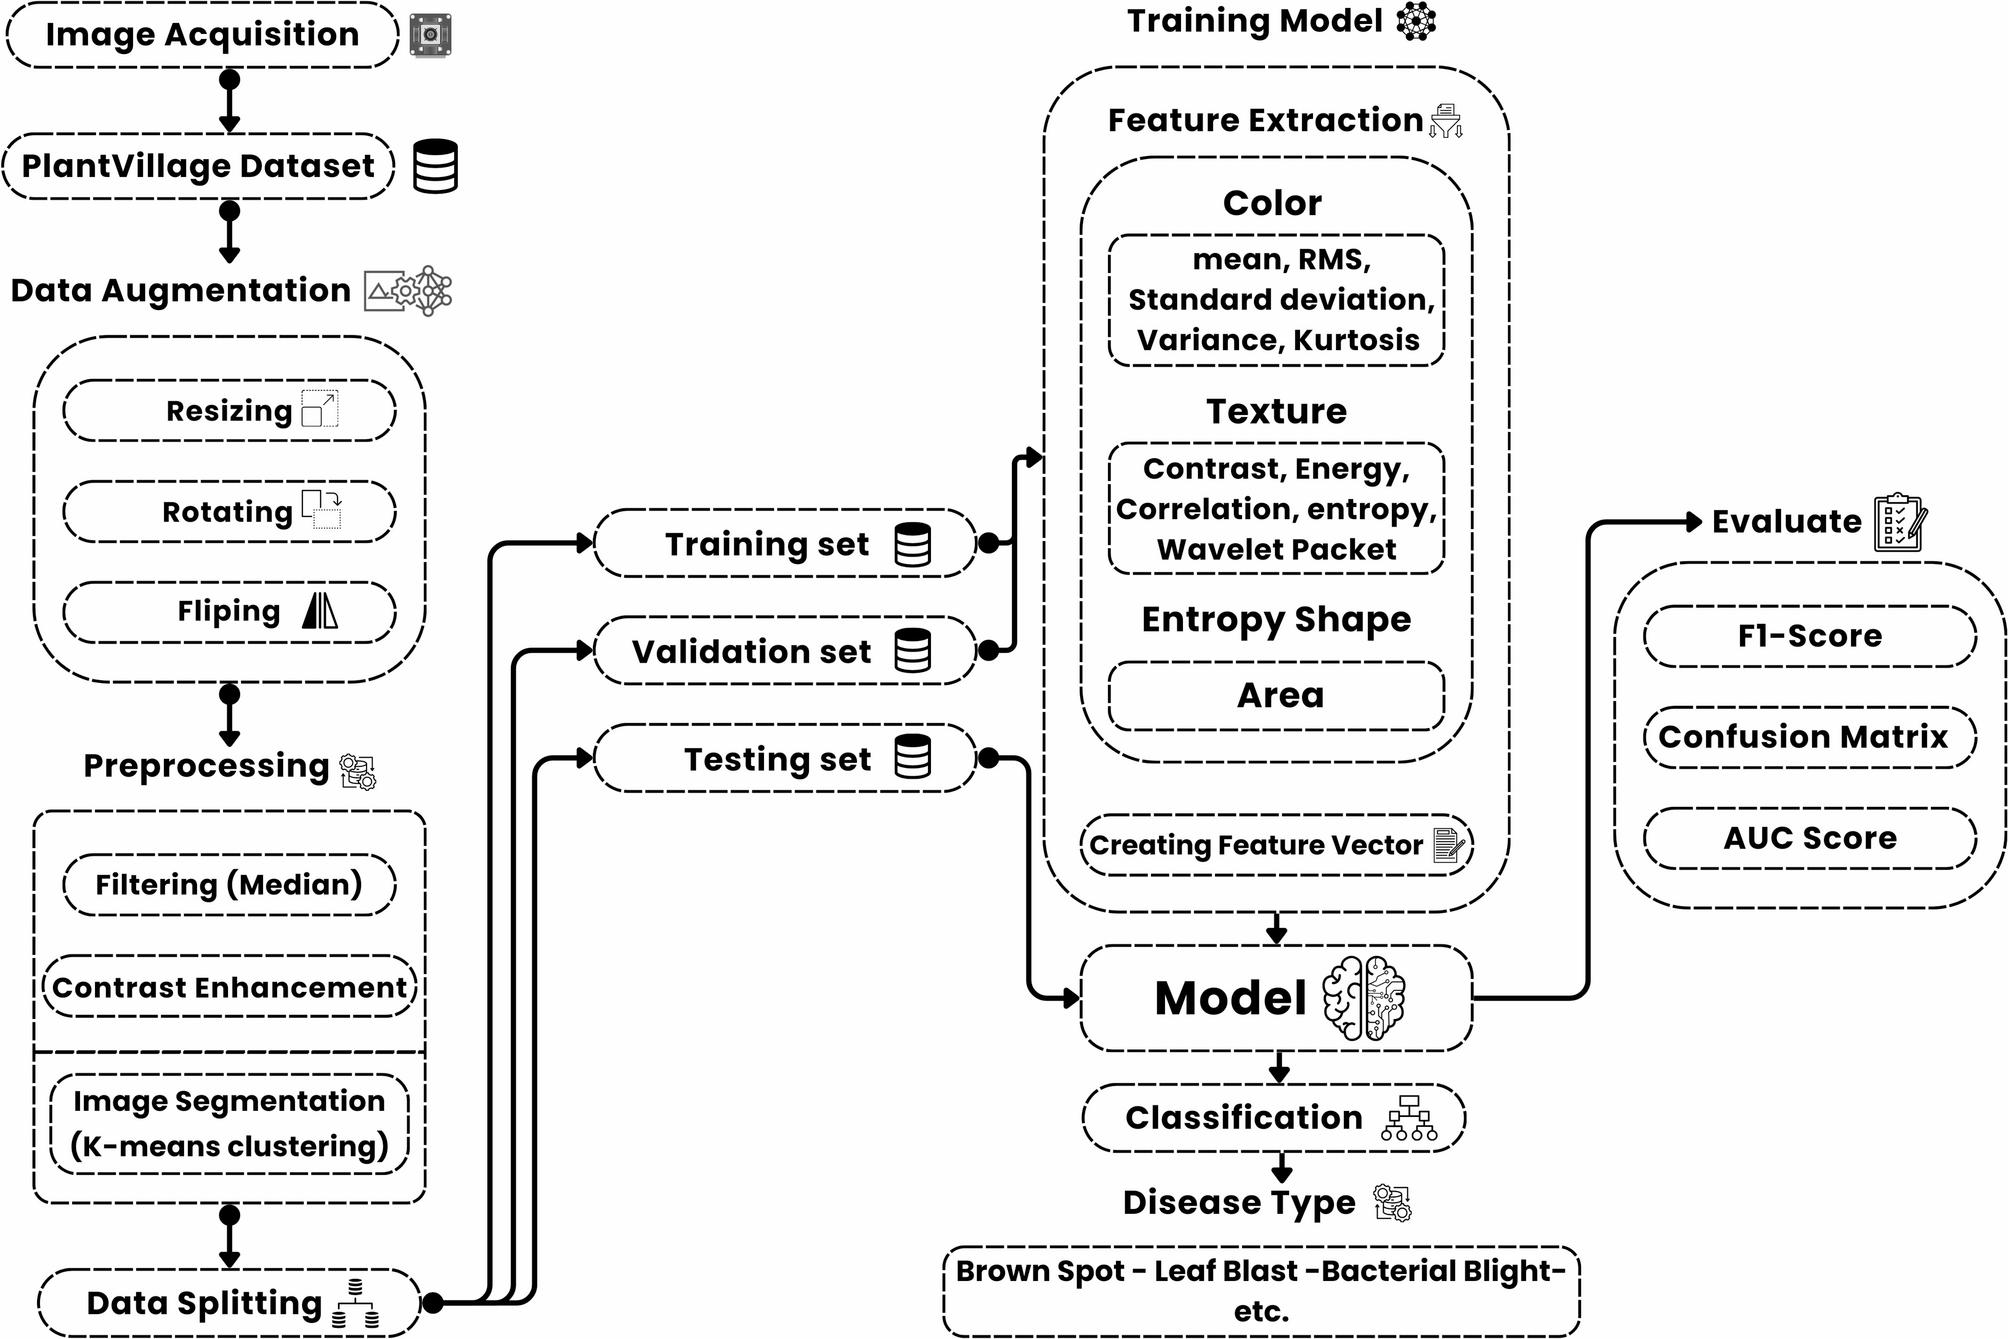 Image Acquisition
PlantVillage Dataset
Data Augmentation
Resizing
Rotating
Fliping
Preprocessing
Filtering (Median)
Contrast Enhancement
Image Segmentation
(K-means clustering)
Data Splitting
Training set
Validation set
Testing set
Training Model
Feature Extraction
Color
mean, RMS,
Standard deviation,
Variance, Kurtosis
Texture
Contrast, Energy,
Correlation, entropy,
Wavelet Packet
Entropy Shape
Area
Creating Feature Vector
Model
Classification
Disease Type
Brown Spot - Leaf Blast -Bacterial Blight-
etc.
Evaluate
F1-Score
Confusion Matrix
AUC Score